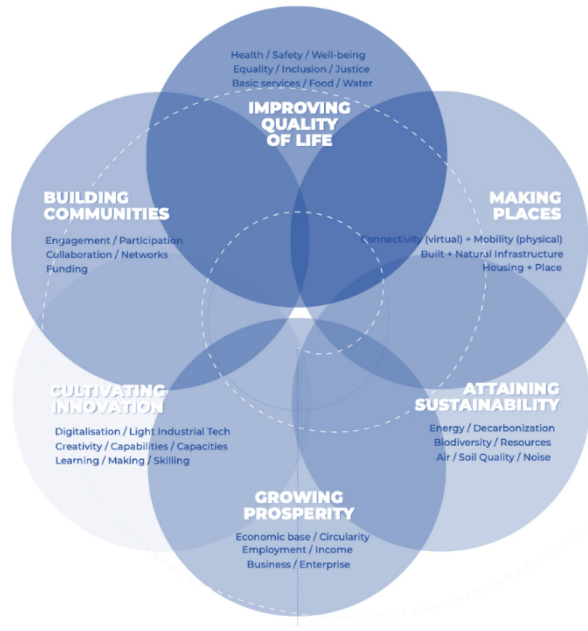 Health / Safety / Well-being
Equality / Inclusion / Justice
Basic services / Food / Water
IMPROVING
QUALITY
OF LIFE
BUILDING
COMMUNITIES
Engagement / Participation
Collaboration / Networks
Funding
MAKING
PLACES
Connectivity (virtual) + Mobility (physical)
Built + Natural Infrastructure
Housing + Place
CULTIVATING
INNOVATION
Digitalisation / Light Industrial Tech
Creativity / Capabilities / Capacities
Learning / Making / Skilling
ATTAINING
SUSTAINABILITY
Energy / Decarbonization
Biodiversity / Resources
Air / Soil Quality / Noise
GROWING
PROSPERITY
Economic base / Circularity
Employment / Income
Business / Enterprise